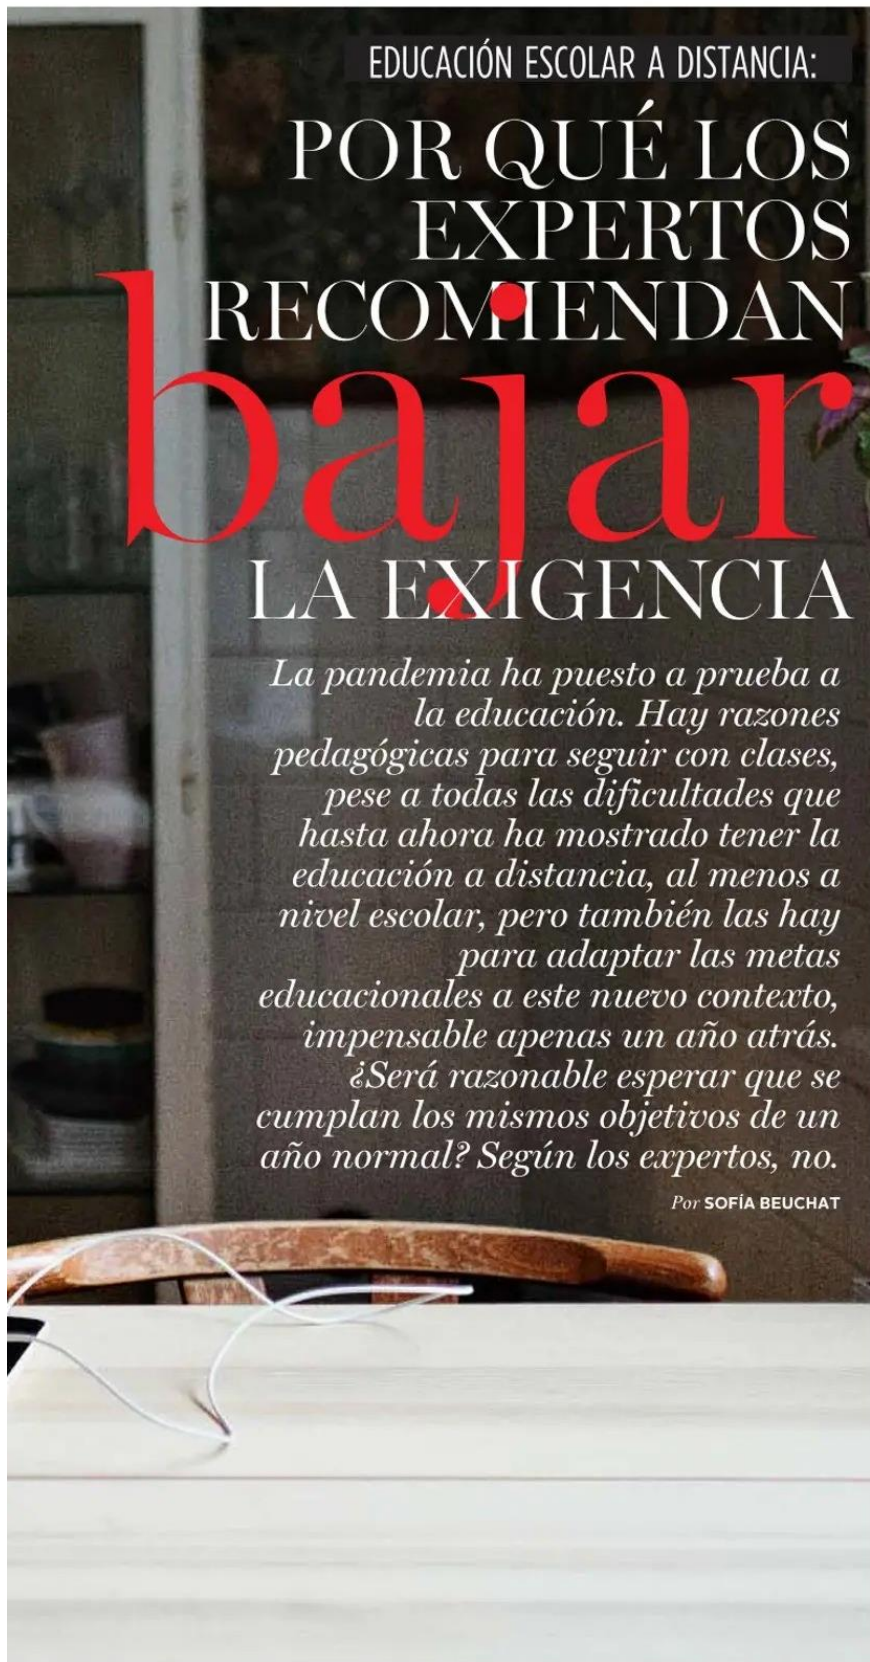 EDUCACIÓN ESCOLAR A DISTANCIA:
POR QUÉ LOS
EXPERTOS
RECOMIENDAN
bajar
LA EXIGENCIA
La pandemia ha puesto a prueba a
la educación. Hay razones
pedagógicas para seguir con clases,
pese a todas las dificultades que
hasta ahora ha mostrado tener la
educación a distancia, al menos a
nivel escolar, pero también las hay
para adaptar las metas
educacionales a este nuevo contexto,
impensable apenas un año atrás.
¿Será razonable esperar que se
cumplan los mismos objetivos de un
año normal? Según los expertos, no.
Por SOFÍA BEUCHAT